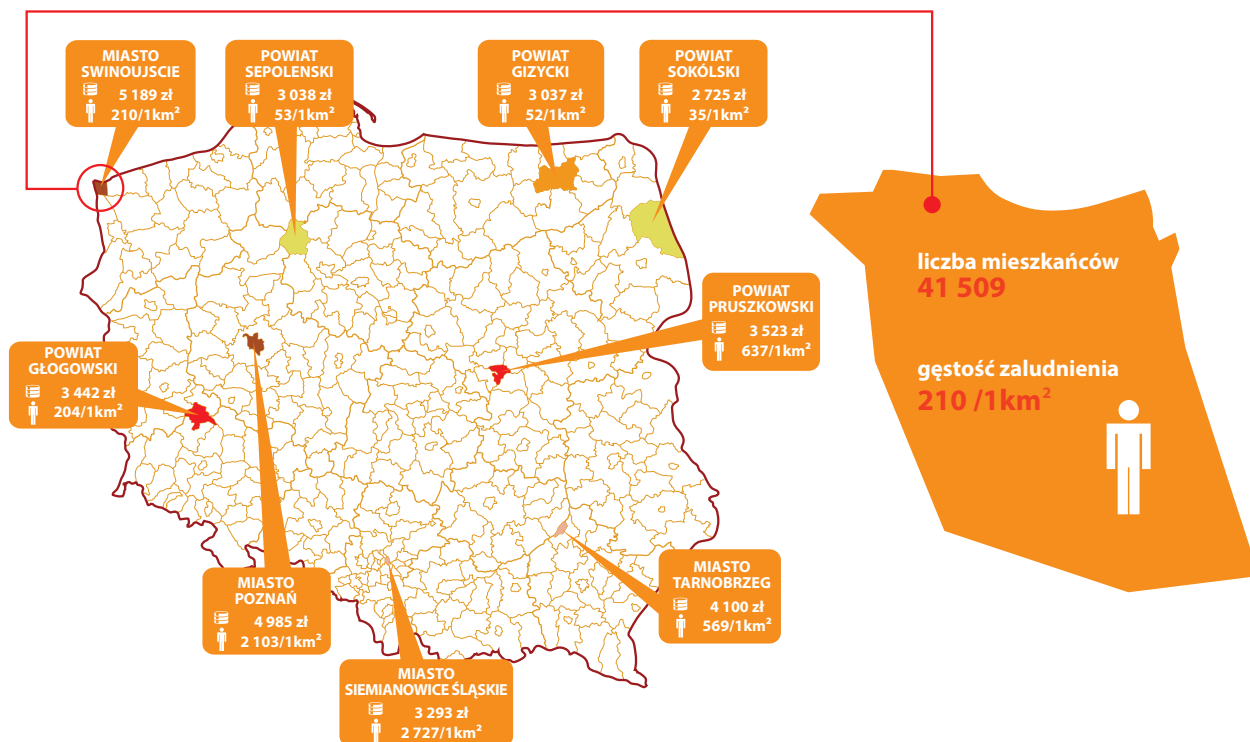 MIASTO
SWINOUJSCIE
5 189 zł
210/1km²
POWIAT
SEPOLENSKI
3 038 zł
53/1km²
POWIAT
GIZYCKI
3 037 zł
52/1km²
POWIAT
SOKÓLSKI
2 725 zł
35/1km²
liczba mieszkańców
41 509
gęstość zaludnienia
210 /1km²
POWIAT
PRUSZKOWSKI
3 523 zł
637/1km²
POWIAT
GŁOGOWSKI
3 442 zł
204/1km²
MIASTO
POZNAŃ
4 985 zł
2 103/1km²
MIASTO
TARNOBRZEG
4 100 zł
569/1km²
MIASTO
SIEMIANOWICE ŚLĄSKIE
3 293 zł
2 727/1km²